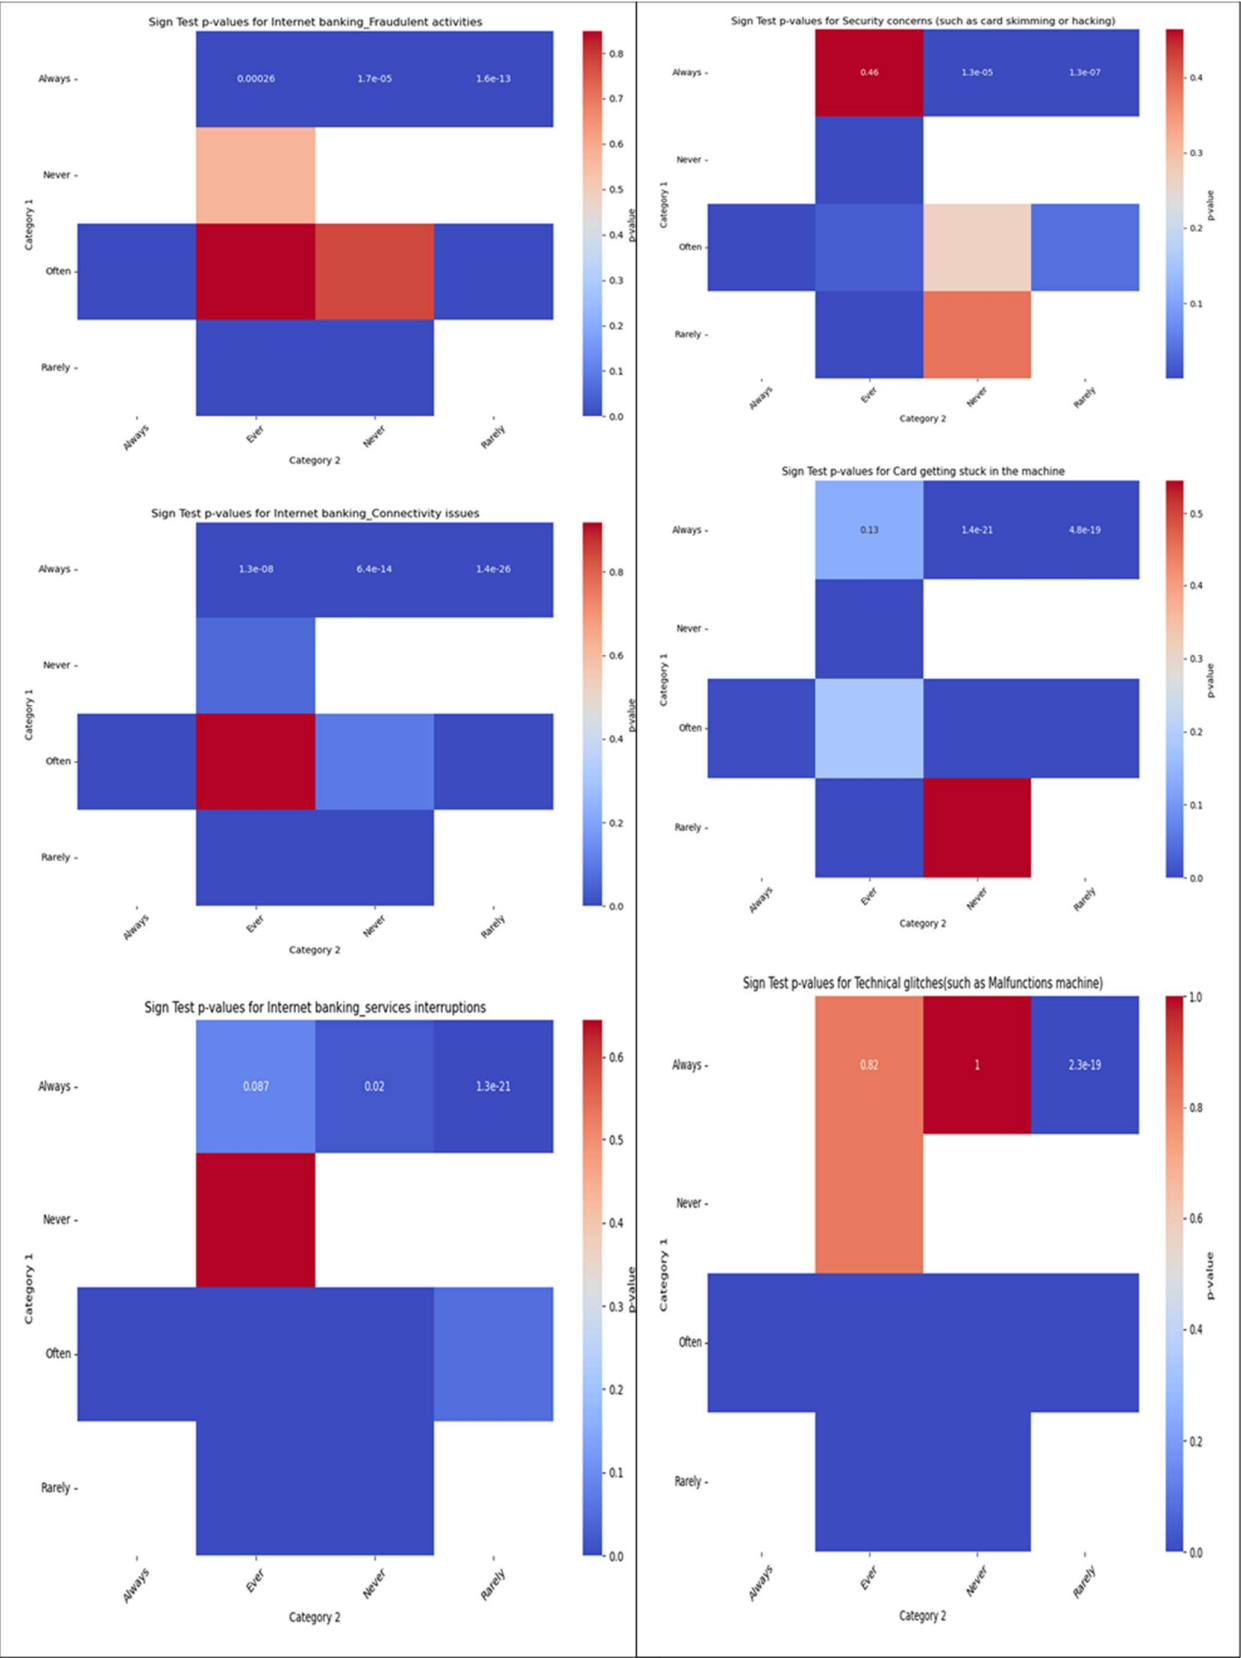 Sign Test p-values for Internet banking_Fraudulent activities
Always
0.00026
1.7e-05
1.6e-13
Never
Often
Rarely
Category 1
Always
Ever
Never
Rarely
Category 2
0.8
0.7
0.6
0.5
0.4
0.3
0.2
0.1
0.0
p-value
Sign Test p-values for Internet banking_Connectivity issues
Always
1.3e-08
6.4e-14
1.4e-26
Never
Often
Rarely
Category 1
Always
Ever
Never
Rarely
Category 2
0.8
0.6
0.4
0.2
0.0
p-value
Sign Test p-values for Internet banking_services interruptions
Always
0.087
0.02
1.3e-21
Never
Often
Rarely
Category 1
Always
Ever
Never
Rarely
Category 2
0.6
0.5
0.4
0.3
0.2
0.1
0.0
p-value
Sign Test p-values for Security concerns (such as card skimming or hacking)
Always
0.46
1.3e-05
1.3e-07
Never
Often
Rarely
Category 1
Always
Ever
Never
Rarely
Category 2
0.4
0.3
0.2
0.1
p-value
Sign Test p-values for Card getting stuck in the machine
Always
0.13
1.4e-21
4.8e-19
Never
Often
Rarely
Category 1
Always
Ever
Never
Rarely
Category 2
0.5
0.4
0.3
0.2
0.1
0.0
p-value
Sign Test p-values for Technical glitches(such as Malfunctions machine)
Always
0.82
1
2.3e-19
Never
Often
Rarely
Category 1
Always
Ever
Never
Rarely
Category 2
1.0
0.8
0.6
0.4
0.2
0.0
p-value